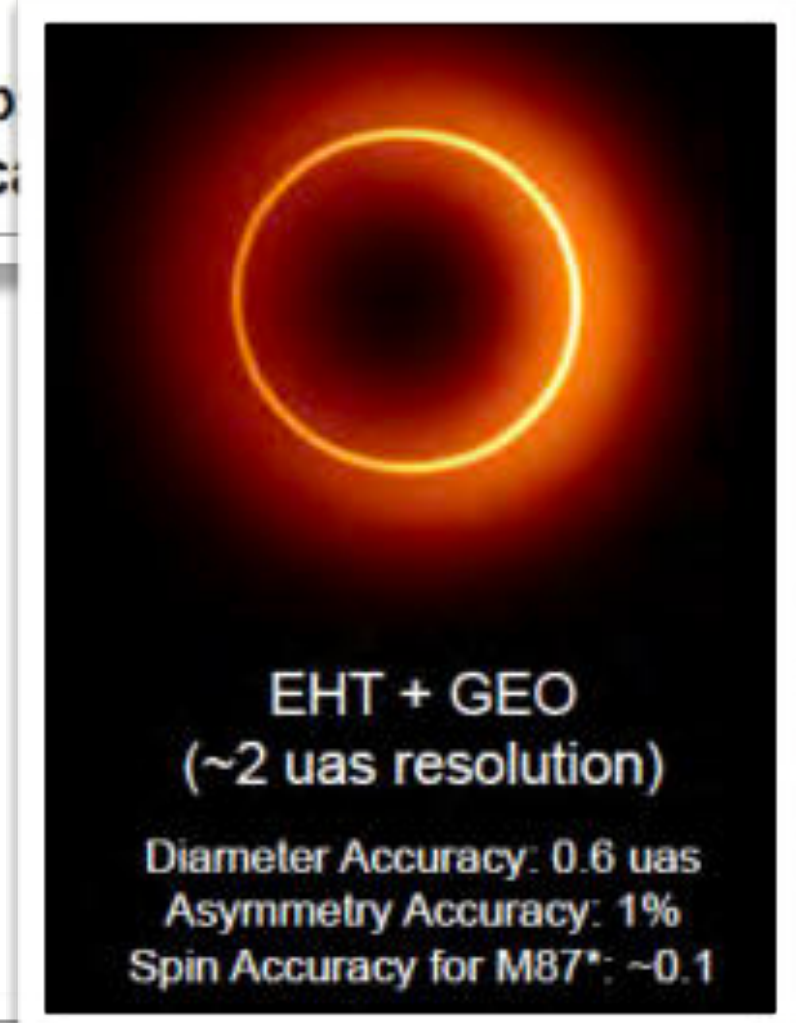 EHT + GEO
(~2 uas resolution)
Diameter Accuracy: 0.6 uas
Asymmetry Accuracy: 1%
Spin Accuracy for M87*: ~0.1